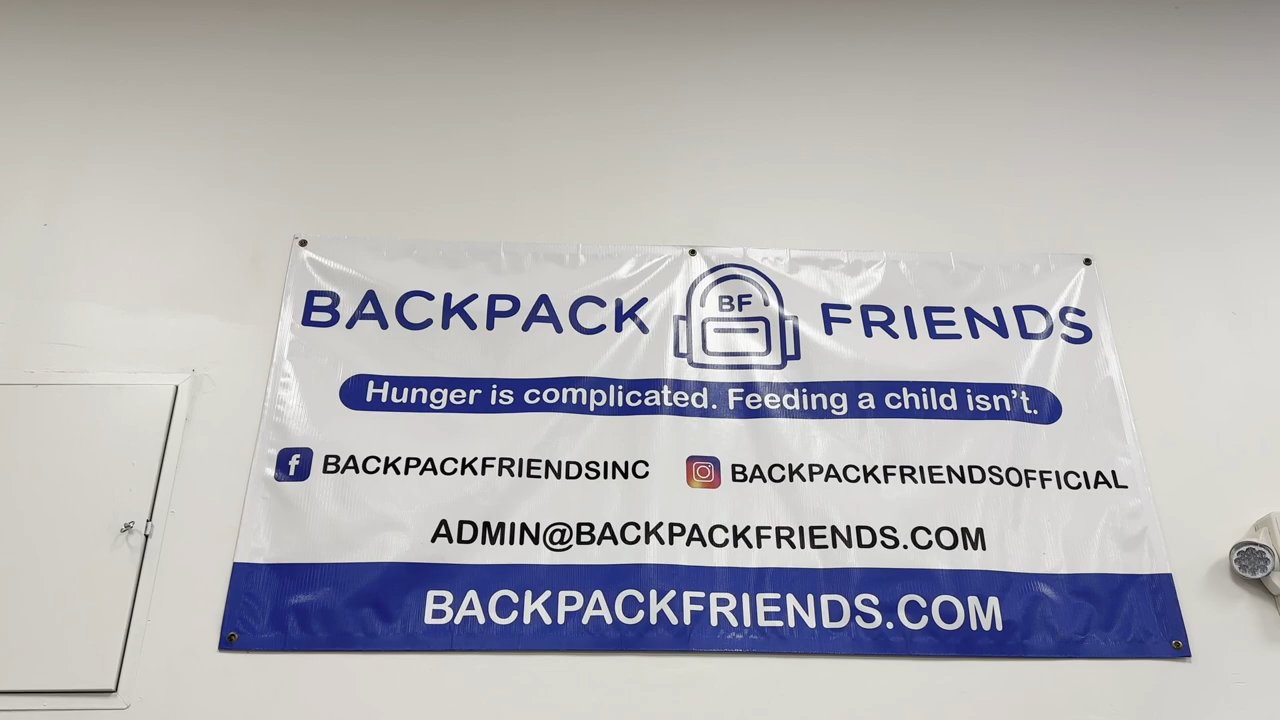 BACKPACK BF FRIENDS
Hunger is complicated. Feeding a child isn't.
f BACKPACKFRIENDSINC BACKPACKFRIENDSOFFICIAL
ADMIN@BACKPACKFRIENDS.COM
BACKPACKFRIENDS.COM